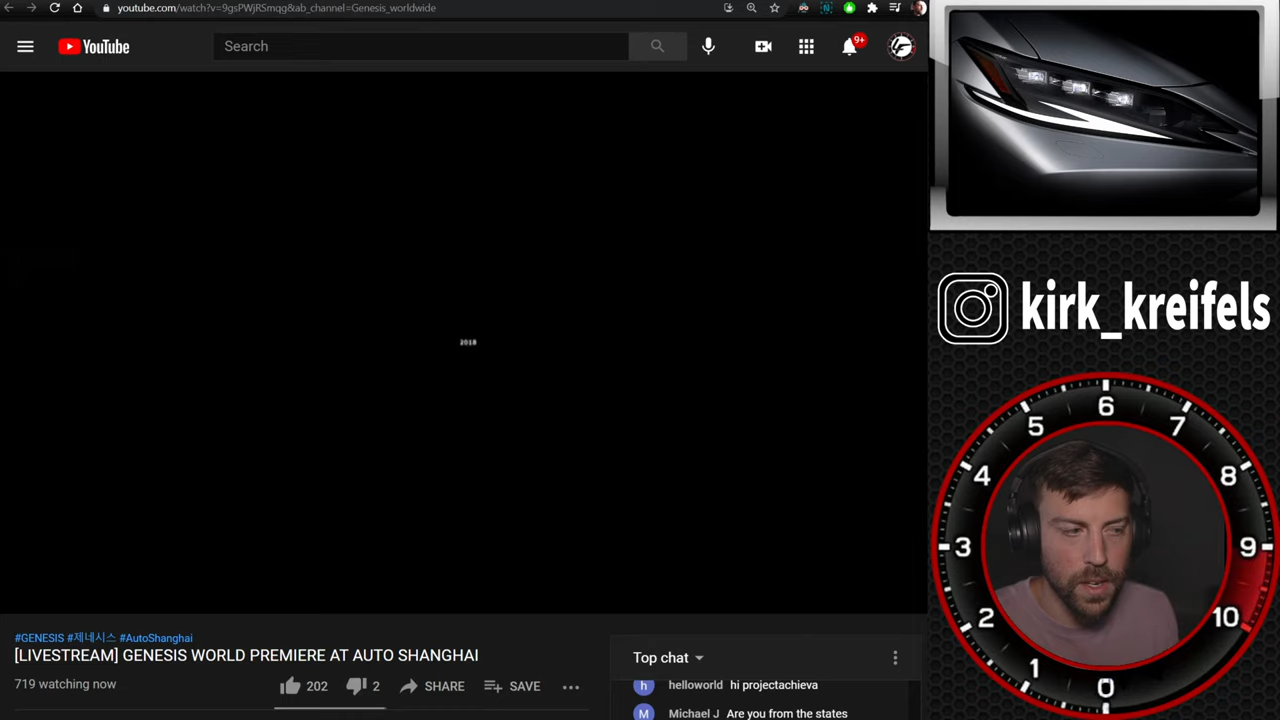 youtube.com/watch?v=9gsPWjRSmqg&ab_channel=Genesis_worldwide
YouTube
Search
9+
2018
#GENESIS #제네시스 #AutoShanghai
[LIVESTREAM] GENESIS WORLD PREMIERE AT AUTO SHANGHAI
719 watching now
202
2
SHARE
SAVE
Top chat
h helloworld hi projectachieva
M Michael J Are you from the states
kirk_kreifels
0
1
2
3
4
5
6
7
8
9
10